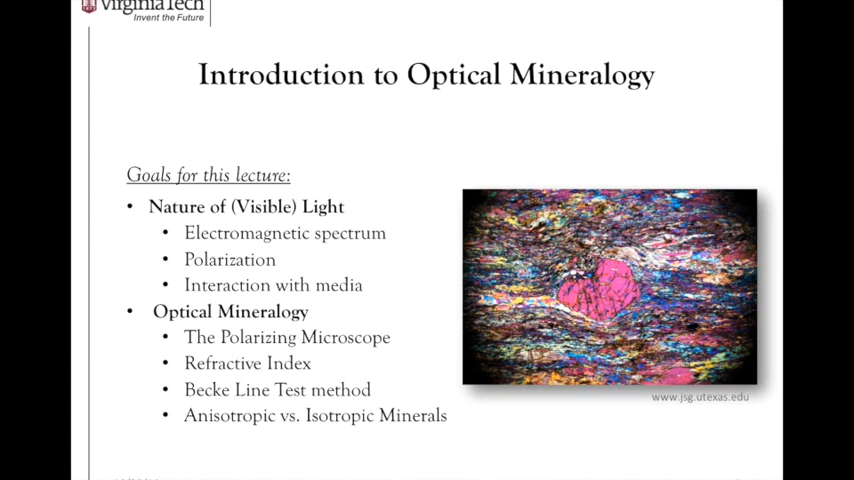 VirginiaTech
Invent the Future
Introduction to Optical Mineralogy
Goals for this lecture:
• Nature of (Visible) Light
• Electromagnetic spectrum
• Polarization
• Interaction with media
• Optical Mineralogy
• The Polarizing Microscope
• Refractive Index
• Becke Line Test method
• Anisotropic vs. Isotropic Minerals
www.jsg.utexas.edu